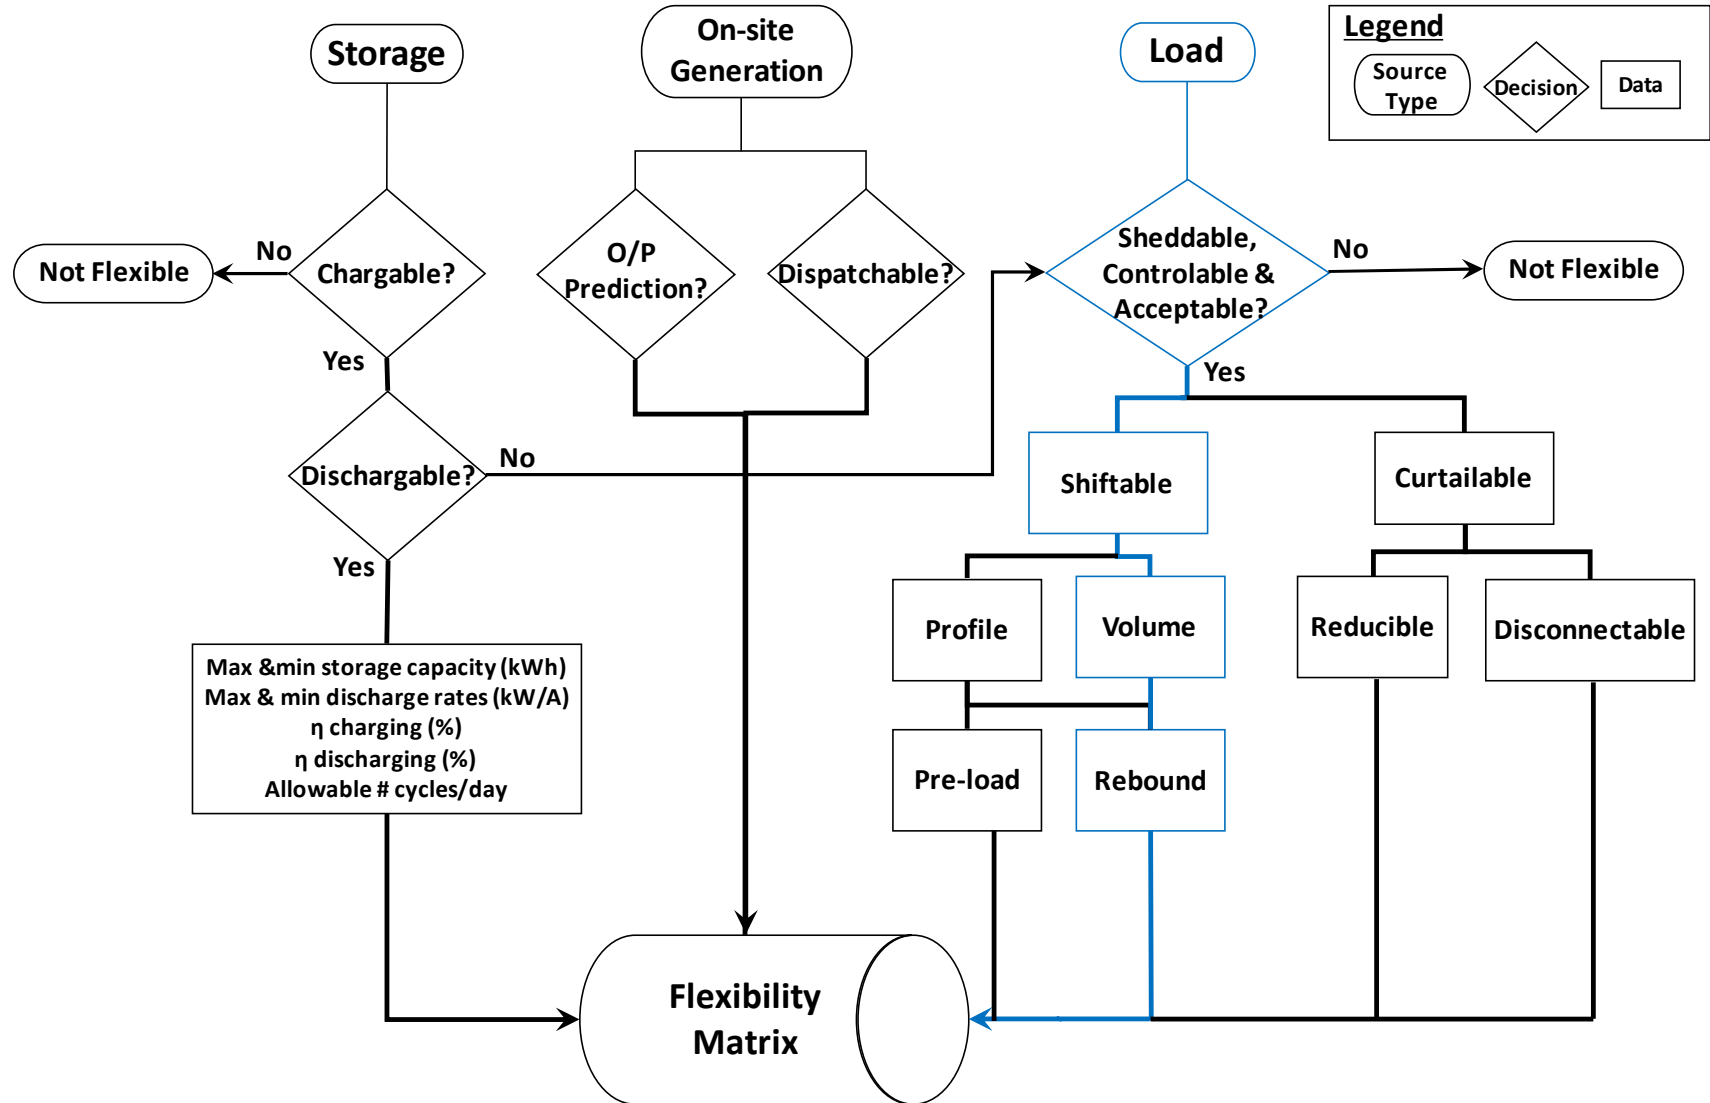 Storage
On-site
Generation
Load
Legend
Source
Type
Decision
Data
No
Not Flexible
Chargable?
O/P
Prediction?
Dispatchable?
Sheddable,
Controlable &
Acceptable?
No
Not Flexible
Yes
Yes
Dischargable?
No
Shiftable
Curtailable
Yes
Profile
Volume
Reducible
Disconnectable
Max &min storage capacity (kWh)
Max & min discharge rates (kW/A)
η charging (%)
η discharging (%)
Allowable # cycles/day
Pre-load
Rebound
Flexibility
Matrix